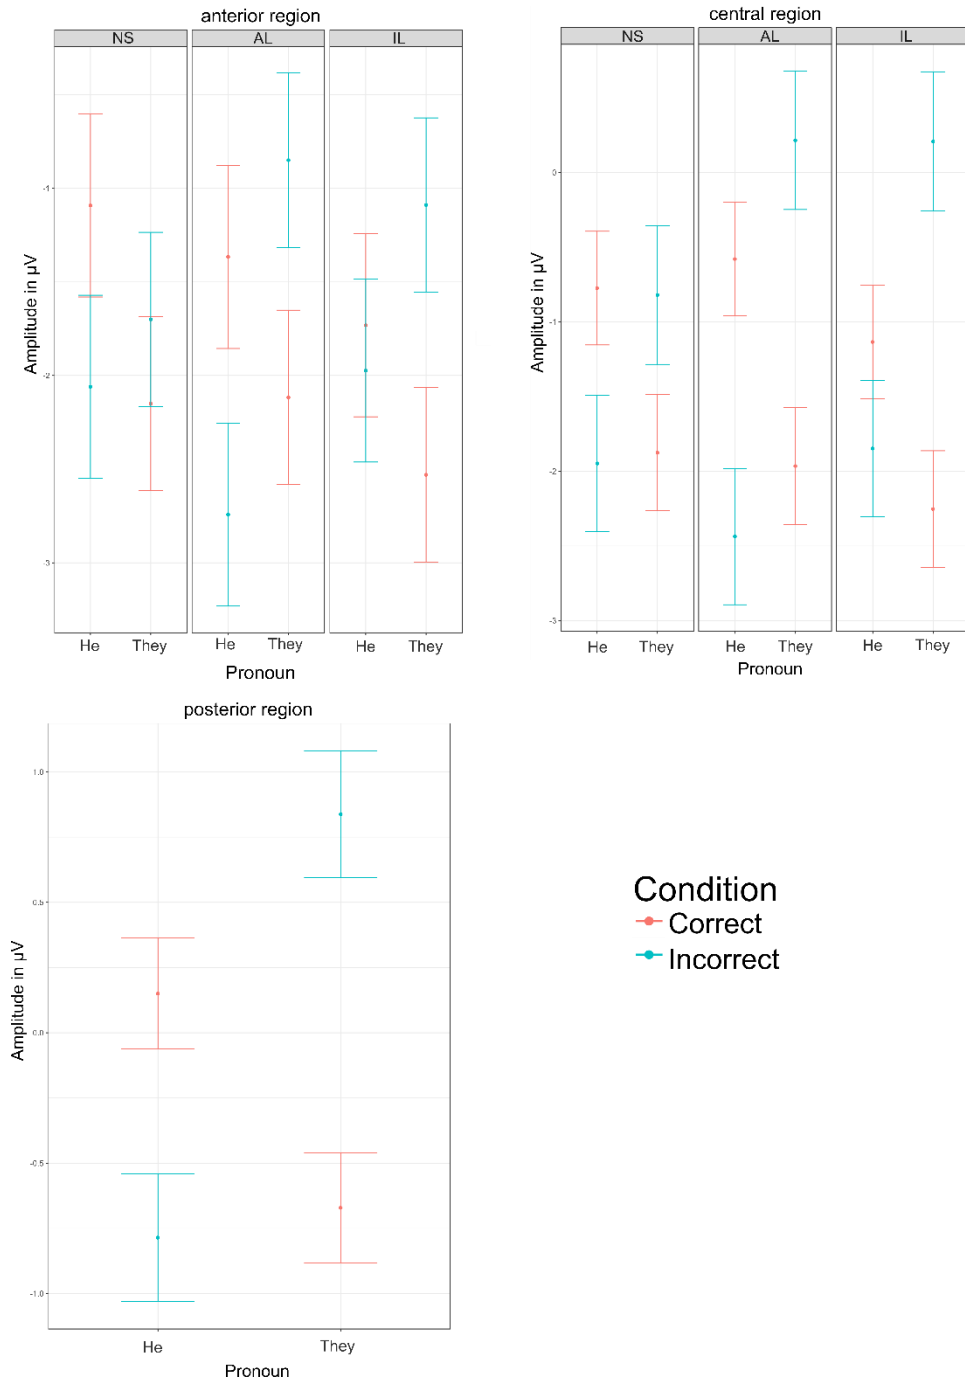 anterior region
NS AL IL
Amplitude in µV
-1
-2
-3
He They He They He They
Pronoun
central region
NS AL IL
Amplitude in µV
0
-1
-2
-3
He They He They He They
Pronoun
posterior region
Amplitude in µV
1.0
0.5
0.0
-0.5
-1.0
He They
Pronoun
Condition
Correct
Incorrect